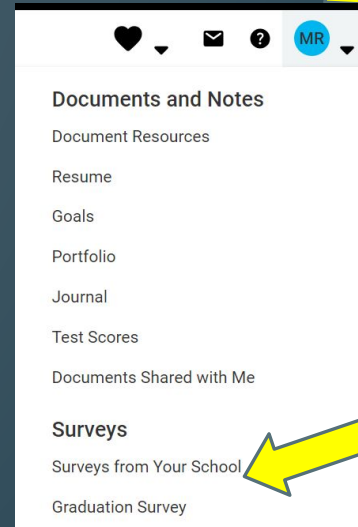 MR
Documents and Notes
Document Resources
Resume
Goals
Portfolio
Journal
Test Scores
Documents Shared with Me
Surveys
Surveys from Your School
Graduation Survey